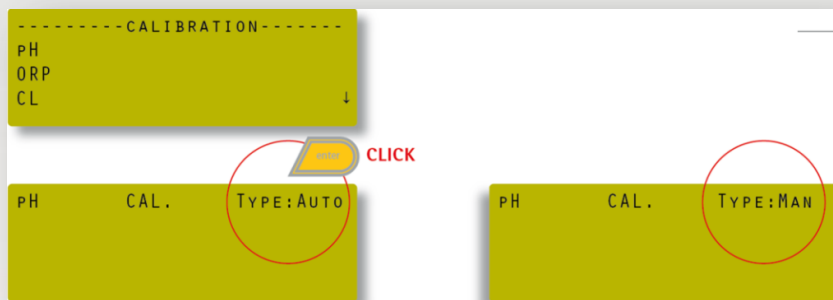 ---------CALIBRATION-------
pH
ORP
CL ↓
enter CLICK
pH CAL. TYPE:AUTO
pH CAL. TYPE:MAN